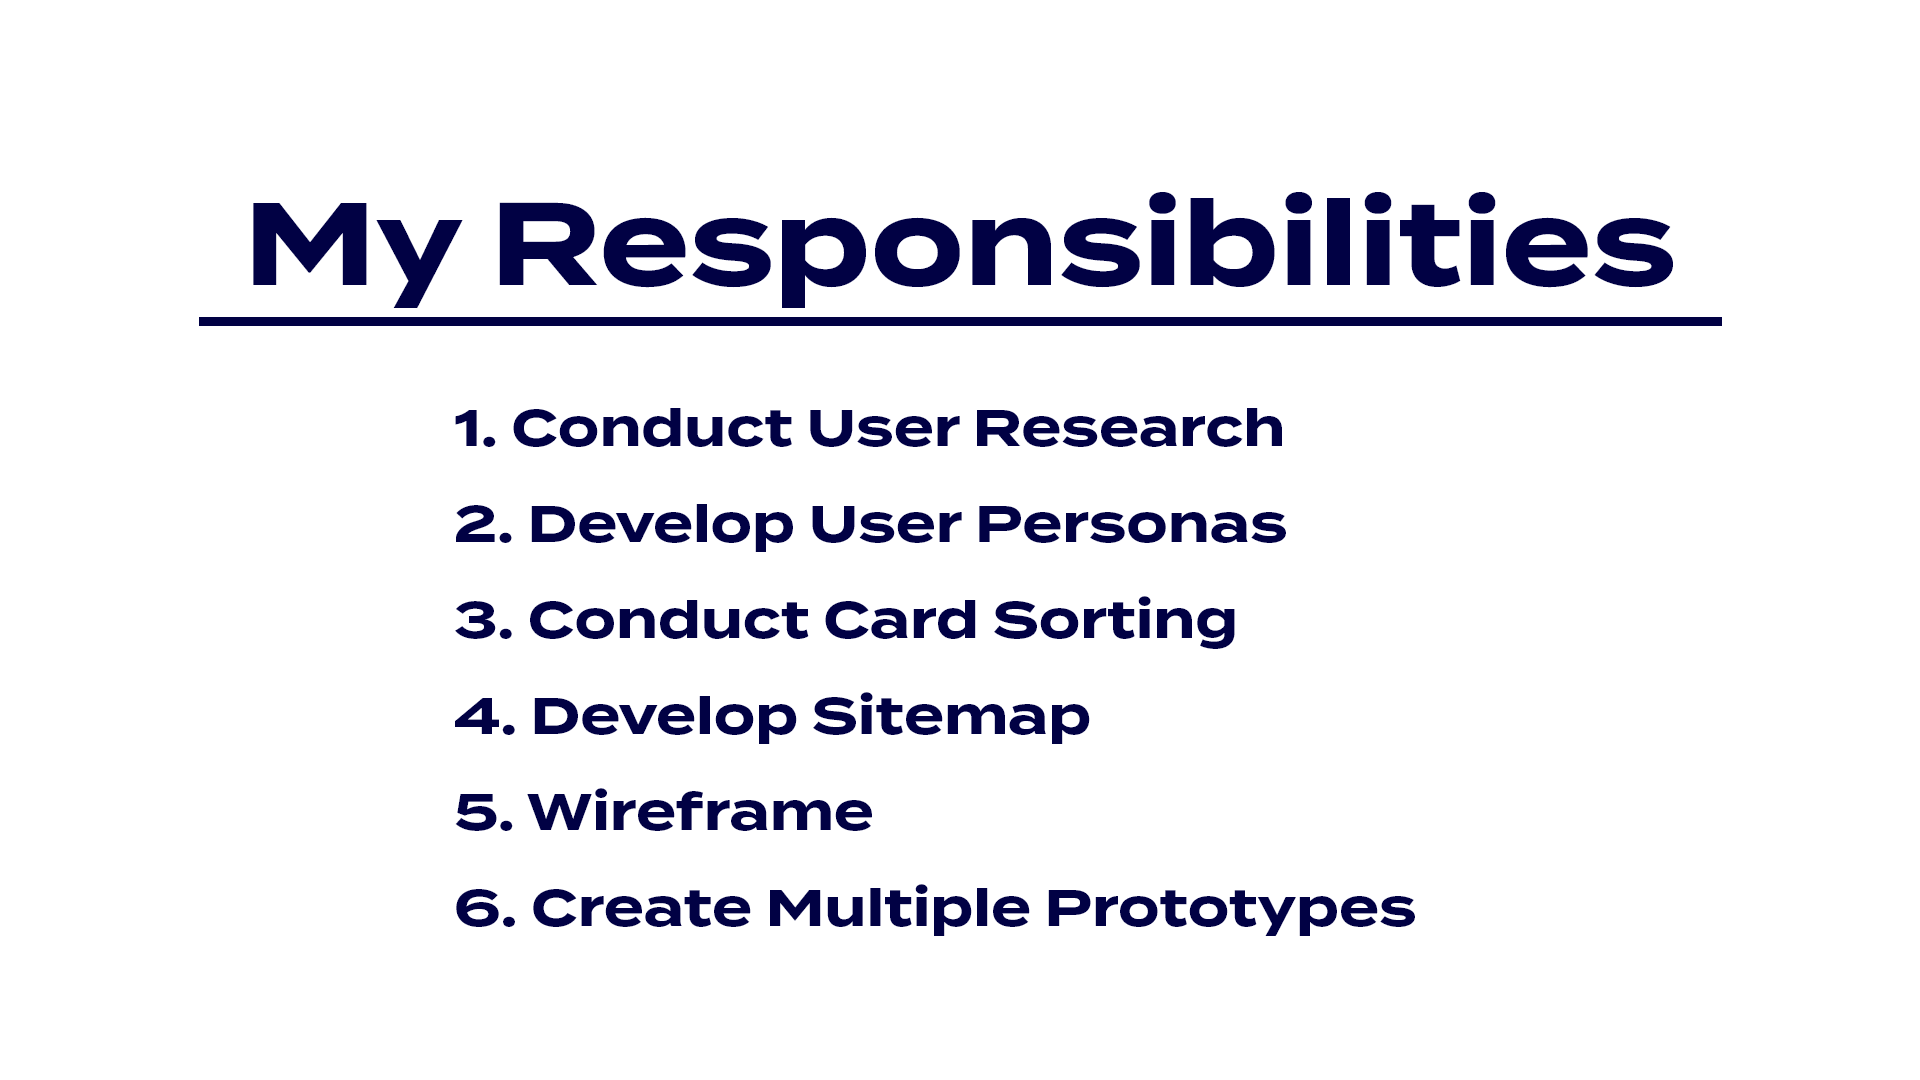 My Responsibilities
1. Conduct User Research
2. Develop User Personas
3. Conduct Card Sorting
4. Develop Sitemap
5. Wireframe
6. Create Multiple Prototypes